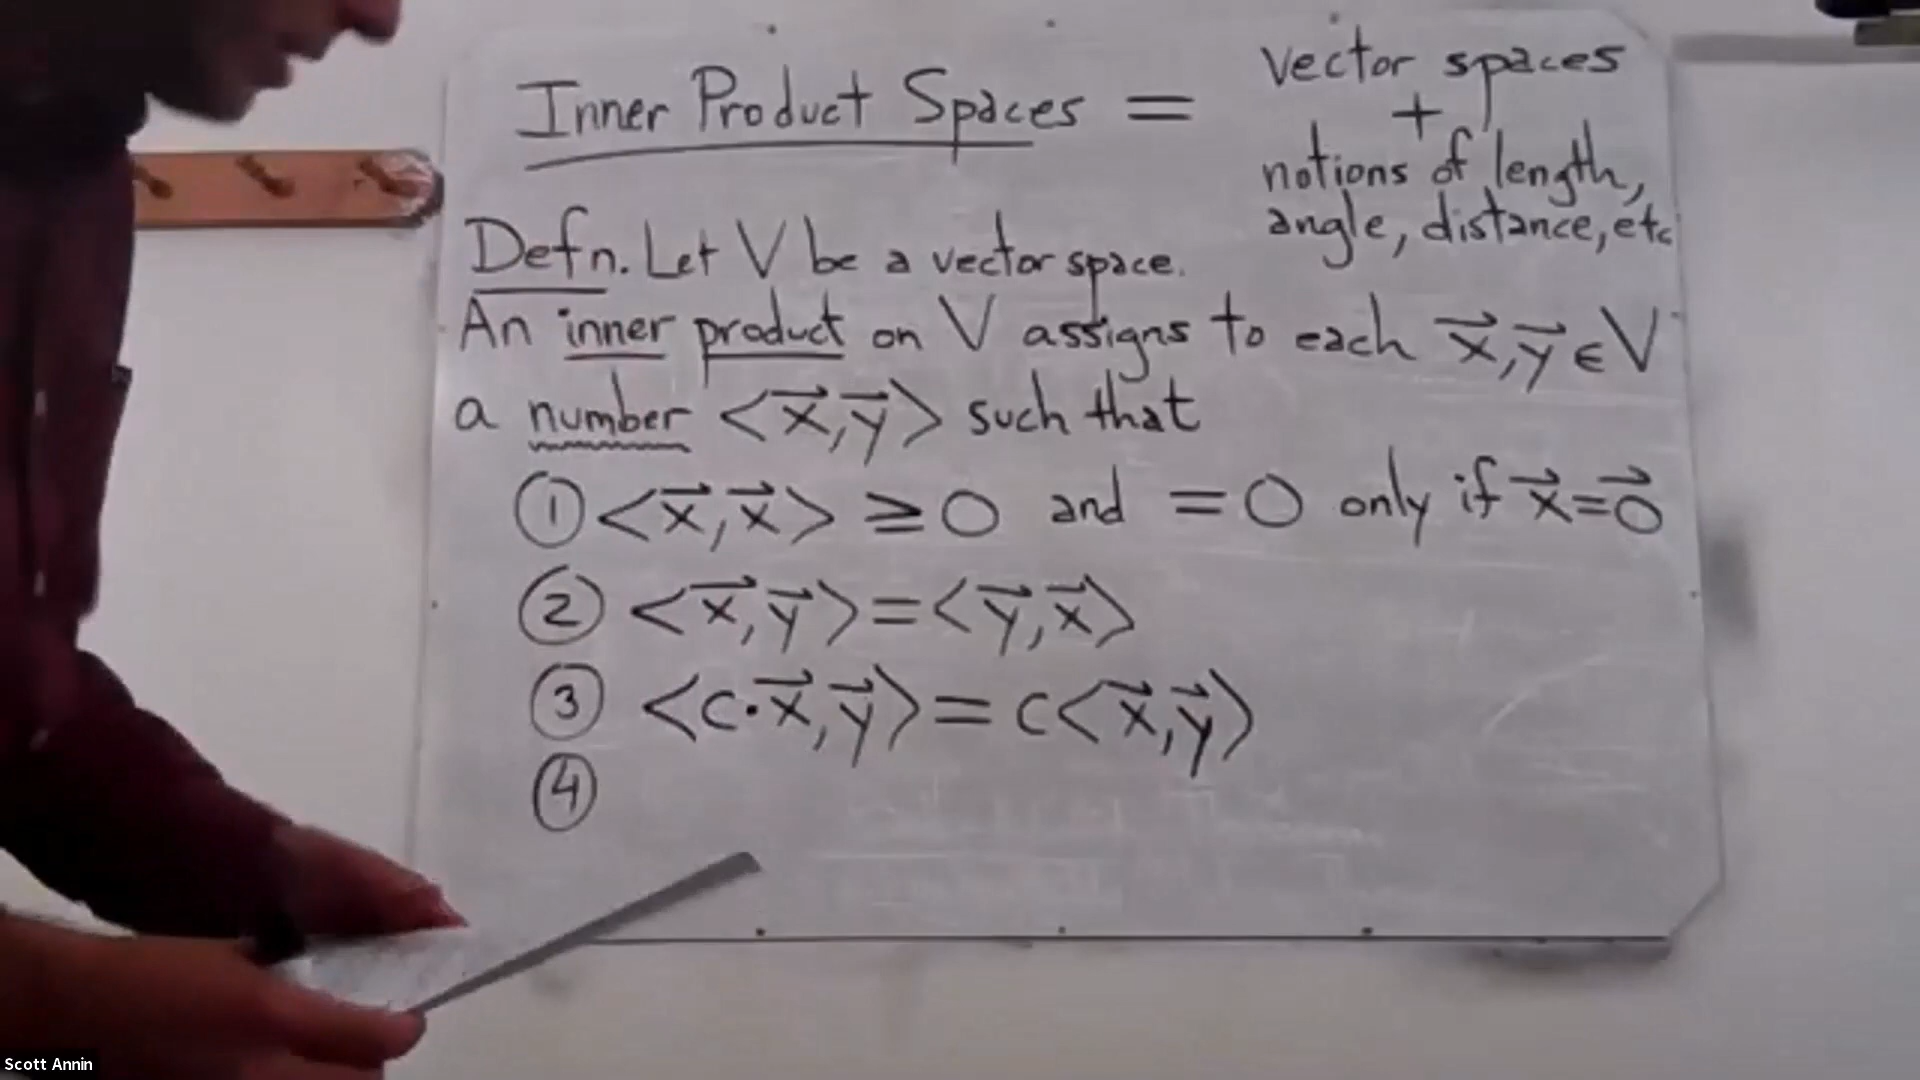 Inner Product Spaces =
vector spaces
+
notions of length,
angle, distance, etc
Defn. Let V be a vector space.
An inner product on V assigns to each x⃗, y⃗ ∈ V
a number <x⃗, y⃗> such that
① <x⃗, x⃗> ≥ 0 and = 0 only if x⃗ = 0⃗
② <x⃗, y⃗> = <y⃗, x⃗>
③ <c·x⃗, y⃗> = c<x⃗, y⃗>
④
Scott Annin